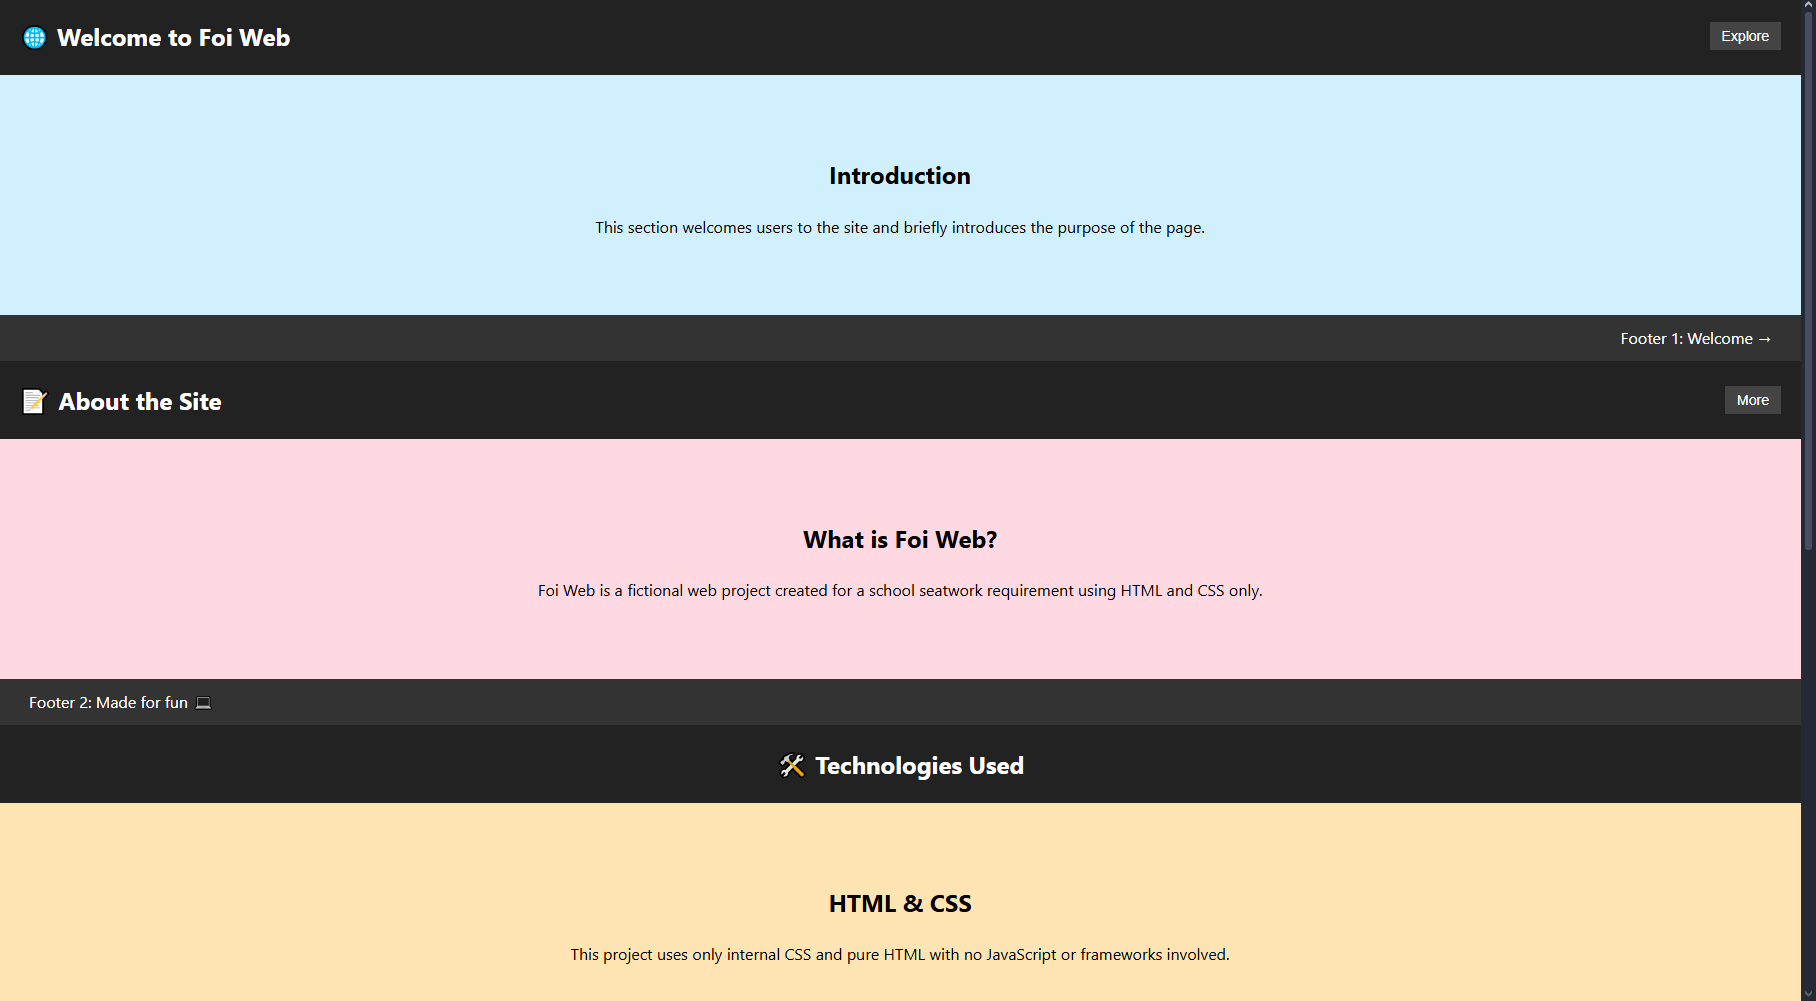 🌐 Welcome to Foi Web
Explore
Introduction
This section welcomes users to the site and briefly introduces the purpose of the page.
Footer 1: Welcome →
📝 About the Site
More
What is Foi Web?
Foi Web is a fictional web project created for a school seatwork requirement using HTML and CSS only.
Footer 2: Made for fun 💻
🛠️ Technologies Used
HTML & CSS
This project uses only internal CSS and pure HTML with no JavaScript or frameworks involved.